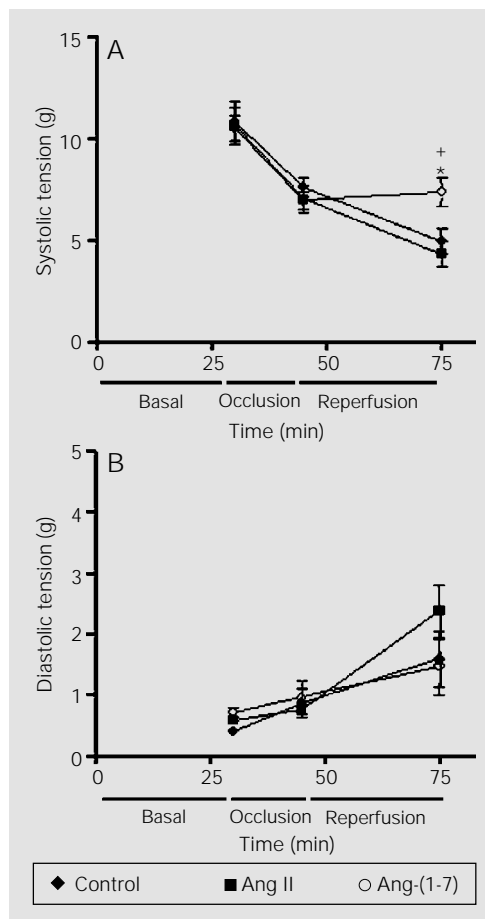 A
Systolic tension (g)
15
10
5
0
+
*
0 25 50 75
Basal Occlusion Reperfusion
Time (min)
B
Diastolic tension (g)
5
4
3
2
1
0
0 25 50 75
Basal Occlusion Reperfusion
Time (min)
Control Ang II Ang-(1-7)